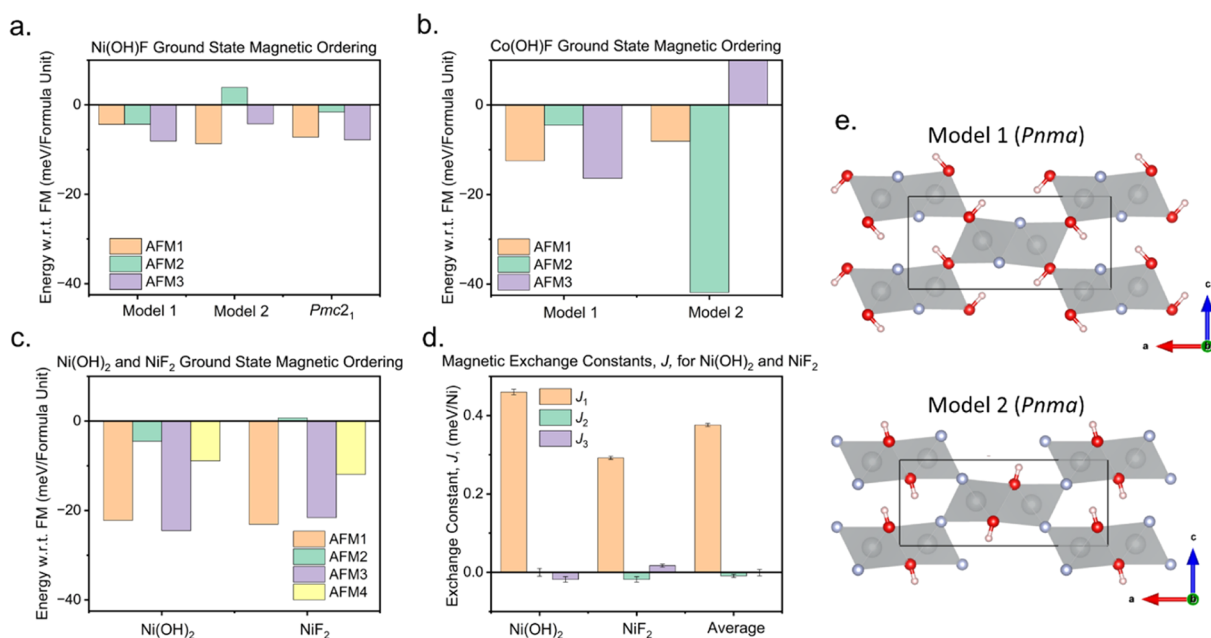 a.
Ni(OH)F Ground State Magnetic Ordering
Energy w.r.t. FM (meV/Formula Unit)
0
−20
−40
AFM1
AFM2
AFM3
Model 1
Model 2
Pmc2₁
b.
Co(OH)F Ground State Magnetic Ordering
Energy w.r.t. FM (meV/Formula Unit)
0
−20
−40
AFM1
AFM2
AFM3
Model 1
Model 2
c.
Ni(OH)₂ and NiF₂ Ground State Magnetic Ordering
Energy w.r.t. FM (meV/Formula Unit)
0
−20
−40
AFM1
AFM2
AFM3
AFM4
Ni(OH)₂
NiF₂
d.
Magnetic Exchange Constants, J, for Ni(OH)₂ and NiF₂
Exchange Constant, J, (meV/Ni)
0.4
0.2
0.0
J₁
J₂
J₃
Ni(OH)₂
NiF₂
Average
e.
Model 1 (Pnma)
c
a
b
Model 2 (Pnma)
c
a
b